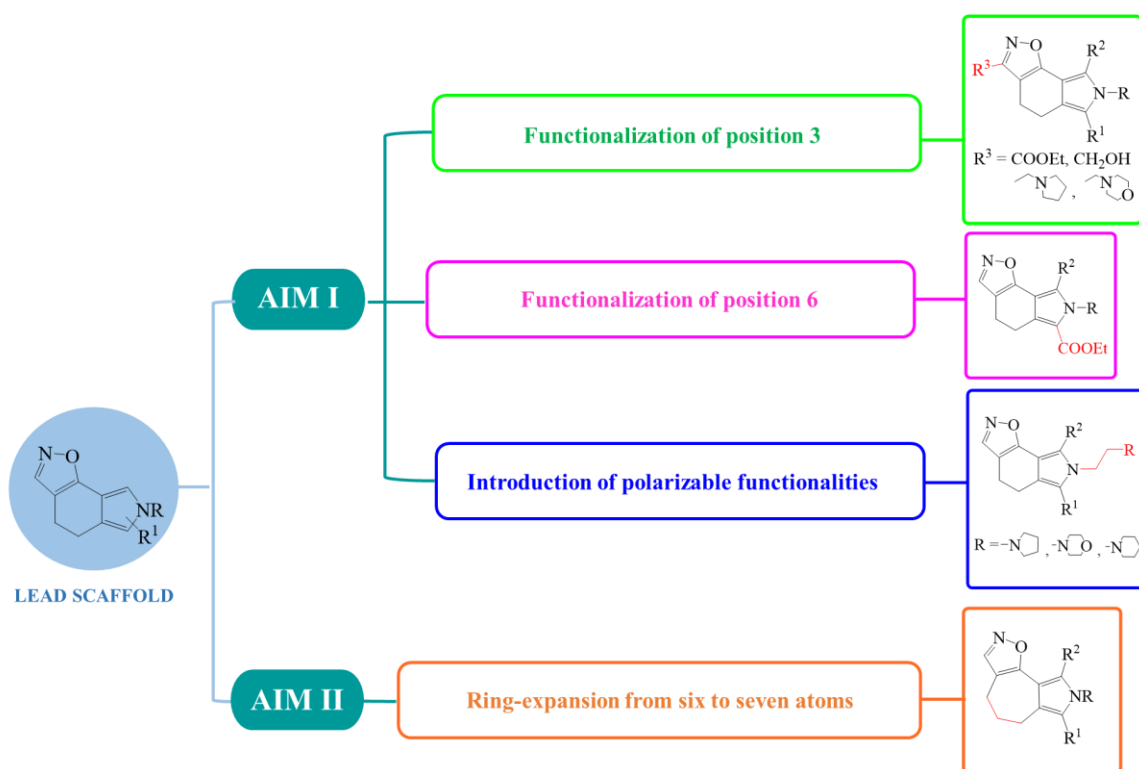 N O R²
R³ N–R
R¹
R³ = COOEt, CH₂OH
N , N O
Functionalization of position 3
AIM I
N O R²
N–R
COOEt
Functionalization of position 6
N O R²
N R
R¹
R = –N , -N O , -N
Introduction of polarizable functionalities
N O
NR
R¹
LEAD SCAFFOLD
AIM II
Ring-expansion from six to seven atoms
N O R²
NR
R¹